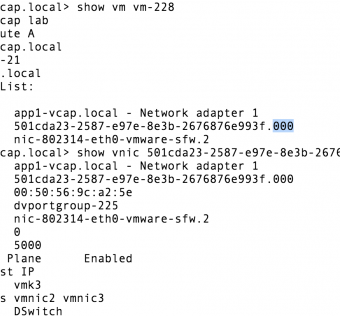 cap.local> show vm vm-228
cap lab
ute A
cap.local
-21
.local
List:
app1-vcap.local - Network adapter 1
501cda23-2587-e97e-8e3b-2676876e993f.000
nic-802314-eth0-vmware-sfw.2
cap.local> show vnic 501cda23-2587-e97e-8e3b-2676
app1-vcap.local - Network adapter 1
501cda23-2587-e97e-8e3b-2676876e993f.000
00:50:56:9c:a2:5e
dvportgroup-225
nic-802314-eth0-vmware-sfw.2
0
5000
Plane Enabled
st IP
vmk3
s vmnic2 vmnic3
DSwitch